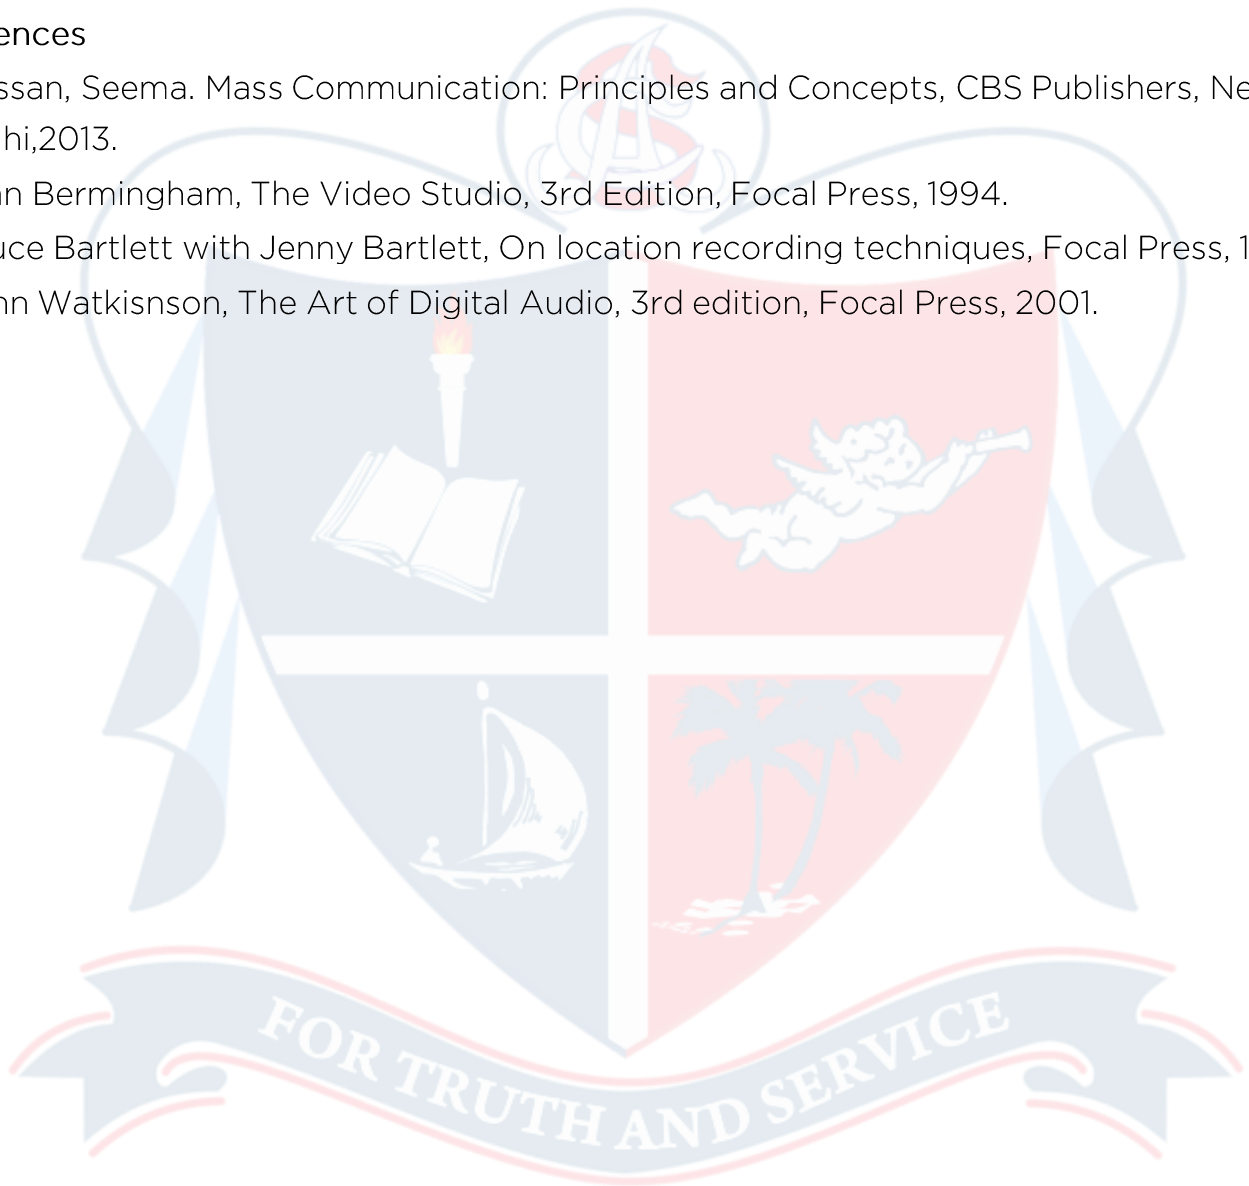 ences
ssan, Seema. Mass Communication: Principles and Concepts, CBS Publishers, Ne
hi,2013.
n Bermingham, The Video Studio, 3rd Edition, Focal Press, 1994.
uce Bartlett with Jenny Bartlett, On location recording techniques, Focal Press, 1
nn Watkisnson, The Art of Digital Audio, 3rd edition, Focal Press, 2001.
FOR TRUTH AND SERVICE